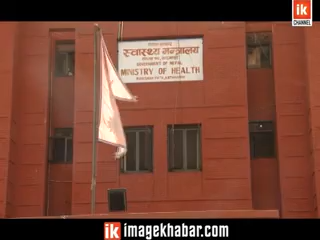 ik
CHANNEL
स्वास्थ्य मन्त्रालय
GOVERNMENT OF NEPAL
MINISTRY OF HEALTH
ik imagekhabar.com